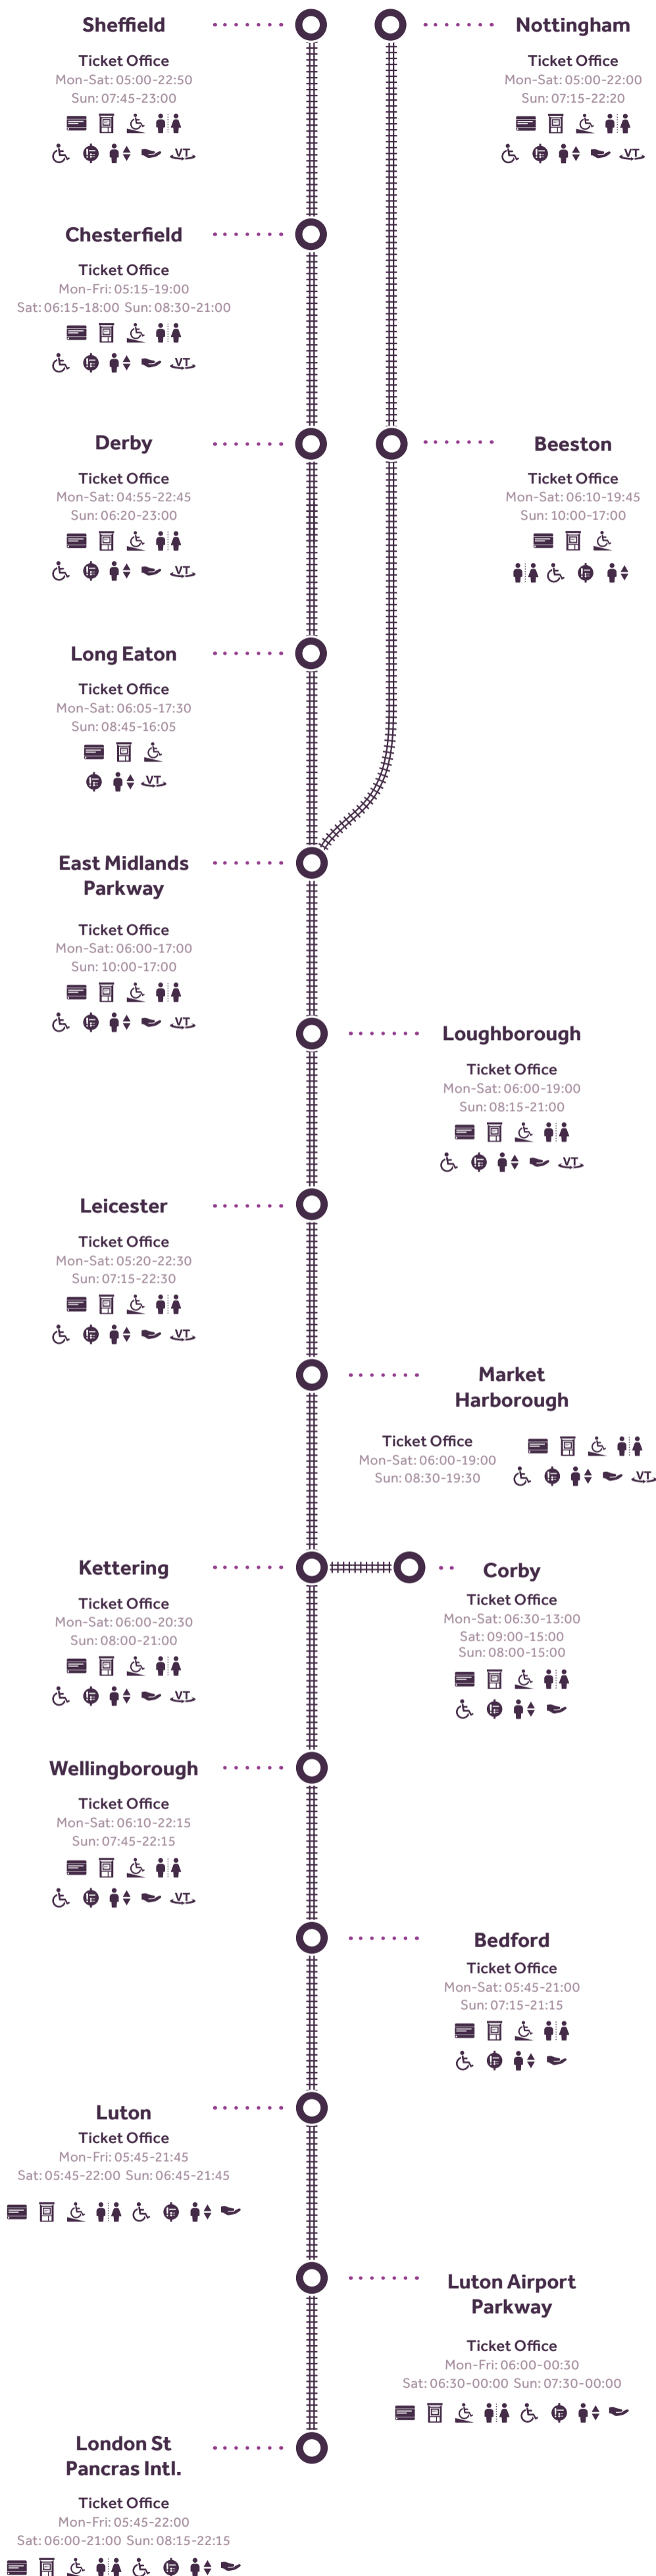 Sheffield
Ticket Office
Mon-Sat: 05:00-22:50
Sun: 07:45-23:00
VT
Nottingham
Ticket Office
Mon-Sat: 05:00-22:00
Sun: 07:15-22:20
VT
Chesterfield
Ticket Office
Mon-Fri: 05:15-19:00
Sat: 06:15-18:00 Sun: 08:30-21:00
VT
Derby
Ticket Office
Mon-Sat: 04:55-22:45
Sun: 06:20-23:00
VT
Beeston
Ticket Office
Mon-Sat: 06:10-19:45
Sun: 10:00-17:00
Long Eaton
Ticket Office
Mon-Sat: 06:05-17:30
Sun: 08:45-16:05
VT
East Midlands
Parkway
Ticket Office
Mon-Sat: 06:00-17:00
Sun: 10:00-17:00
VT
Loughborough
Ticket Office
Mon-Sat: 06:00-19:00
Sun: 08:15-21:00
VT
Leicester
Ticket Office
Mon-Sat: 05:20-22:30
Sun: 07:15-22:30
VT
Market
Harborough
Ticket Office
Mon-Sat: 06:00-19:00
Sun: 08:30-19:30
VT
Kettering
Ticket Office
Mon-Sat: 06:00-20:30
Sun: 08:00-21:00
VT
Corby
Ticket Office
Mon-Sat: 06:30-13:00
Sat: 09:00-15:00
Sun: 08:00-15:00
Wellingborough
Ticket Office
Mon-Sat: 06:10-22:15
Sun: 07:45-22:15
VT
Bedford
Ticket Office
Mon-Sat: 05:45-21:00
Sun: 07:15-21:15
Luton
Ticket Office
Mon-Fri: 05:45-21:45
Sat: 05:45-22:00 Sun: 06:45-21:45
Luton Airport
Parkway
Ticket Office
Mon-Fri: 06:00-00:30
Sat: 06:30-00:00 Sun: 07:30-00:00
London St
Pancras Intl.
Ticket Office
Mon-Fri: 05:45-22:00
Sat: 06:00-21:00 Sun: 08:15-22:15